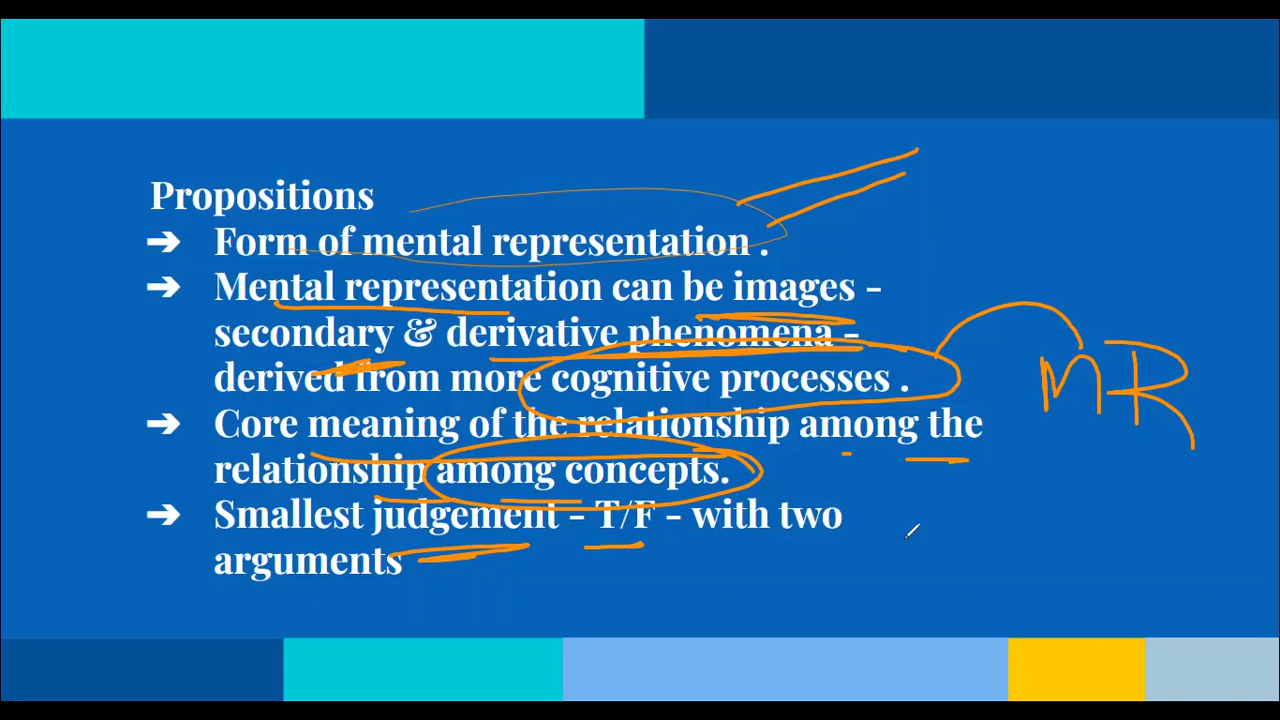 Propositions
➔ Form of mental representation .
➔ Mental representation can be images -
secondary & derivative phenomena -
derived from more cognitive processes .
➔ Core meaning of the relationship among the
relationship among concepts.
➔ Smallest judgement - T/F - with two
arguments
MR